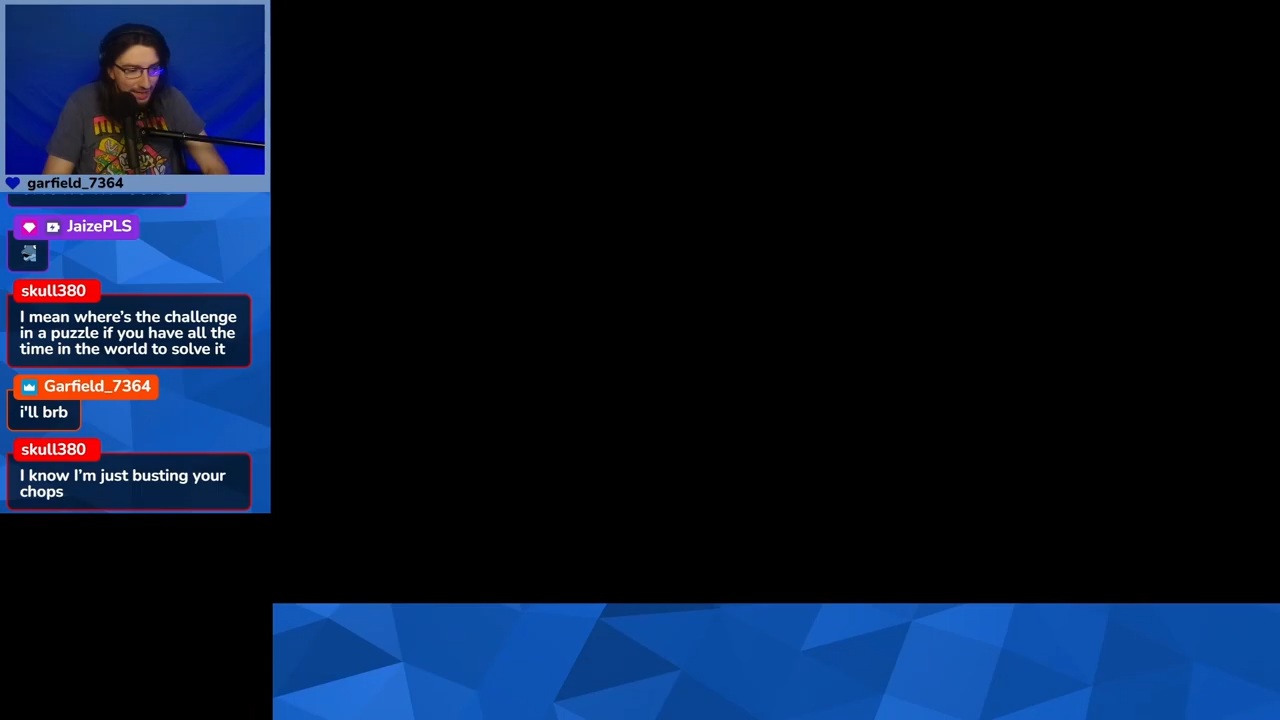 garfield_7364
JaizePLS
skull380
I mean where's the challenge
in a puzzle if you have all the
time in the world to solve it
Garfield_7364
i'll brb
skull380
I know I'm just busting your
chops